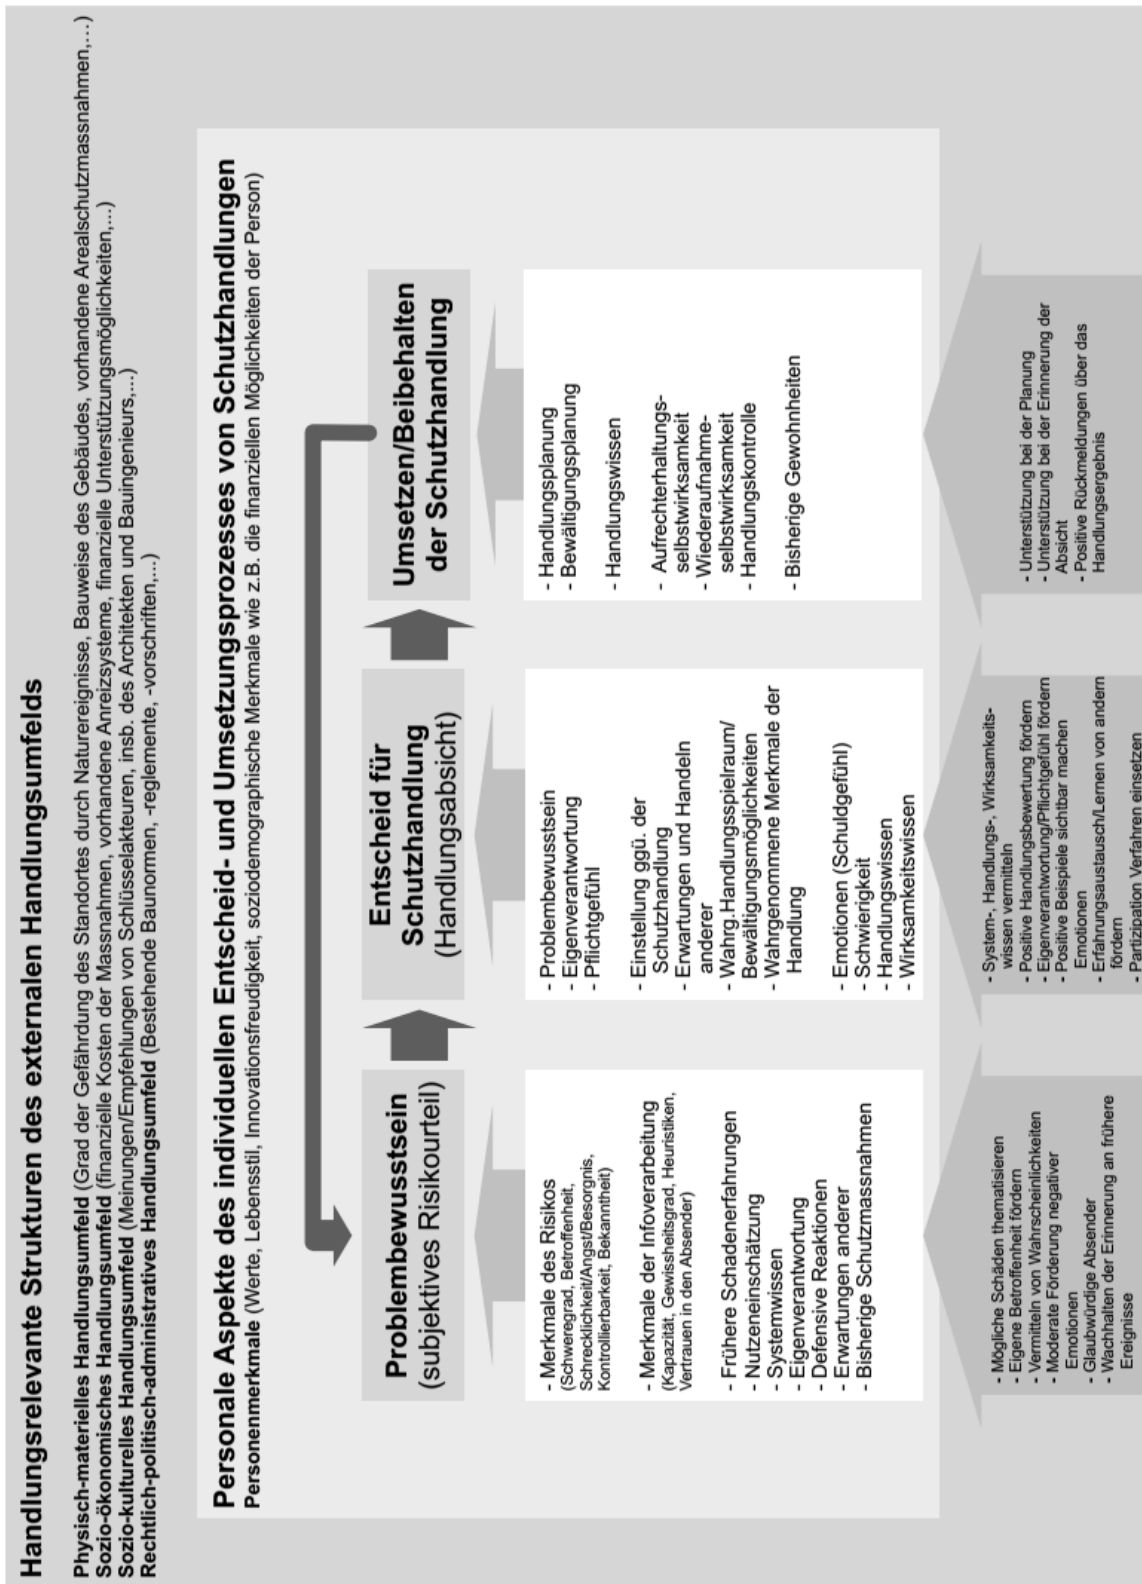 Handlungsrelevante Strukturen des externalen Handlungsumfelds
Physisch-materielles Handlungsumfeld (Grad der Gefährdung des Standortes durch Naturereignisse, Bauweise des Gebäudes, vorhandene Arealschutzmassnahmen,…)
Sozio-ökonomisches Handlungsumfeld (finanzielle Kosten der Massnahmen, vorhandene Anreizsysteme, finanzielle Unterstützungsmöglichkeiten,…)
Sozio-kulturelles Handlungsumfeld (Meinungen/Empfehlungen von Schlüsselakteuren, insb. des Architekten und Bauingenieurs,…)
Rechtlich-politisch-administratives Handlungsumfeld (Bestehende Baunormen, -reglemente, -vorschriften,…)
Personale Aspekte des individuellen Entscheid- und Umsetzungsprozesses von Schutzhandlungen
Personenmerkmale (Werte, Lebensstil, Innovationsfreudigkeit, soziodemographische Merkmale wie z.B. die finanziellen Möglichkeiten der Person)
Problembewusstsein
(subjektives Risikourteil)
Entscheid für
Schutzhandlung
(Handlungsabsicht)
Umsetzen/Beibehalten
der Schutzhandlung
- Merkmale des Risikos
(Schweregrad, Betroffenheit,
Schrecklichkeit/Angst/Besorgnis,
Kontrollierbarkeit, Bekanntheit)
- Merkmale der Infoverarbeitung
(Kapazität, Gewissheitsgrad, Heuristiken,
Vertrauen in den Absender)
- Frühere Schadenerfahrungen
- Nutzeneinschätzung
- Systemwissen
- Eigenverantwortung
- Defensive Reaktionen
- Erwartungen anderer
- Bisherige Schutzmassnahmen
- Problembewusstsein
- Eigenverantwortung
- Pflichtgefühl
- Einstellung ggü. der
Schutzhandlung
- Erwartungen und Handeln
anderer
- Wahrg.Handlungsspielraum/
Bewältigungsmöglichkeiten
- Wahrgenommene Merkmale der
Handlung
- Emotionen (Schuldgefühl)
- Schwierigkeit
- Handlungswissen
- Wirksamkeitswissen
- Handlungsplanung
- Bewältigungsplanung
- Handlungswissen
- Aufrechterhaltungs-
selbstwirksamkeit
- Wiederaufnahme-
selbstwirksamkeit
- Handlungskontrolle
- Bisherige Gewohnheiten
- Mögliche Schäden thematisieren
- Eigene Betroffenheit fördern
- Vermitteln von Wahrscheinlichkeiten
- Moderate Förderung negativer
Emotionen
- Glaubwürdige Absender
- Wachhalten der Erinnerung an frühere
Ereignisse
- System-, Handlungs-, Wirksamkeits-
wissen vermitteln
- Positive Handlungsbewertung fördern
- Eigenverantwortung/Pflichtgefühl fördern
- Positive Beispiele sichtbar machen
Emotionen
- Erfahrungsaustausch/Lernen von andern
fördern
- Partizipation Verfahren einsetzen
- Unterstützung bei der Planung
- Unterstützung bei der Erinnerung der
Absicht
- Positive Rückmeldungen über das
Handlungsergebnis